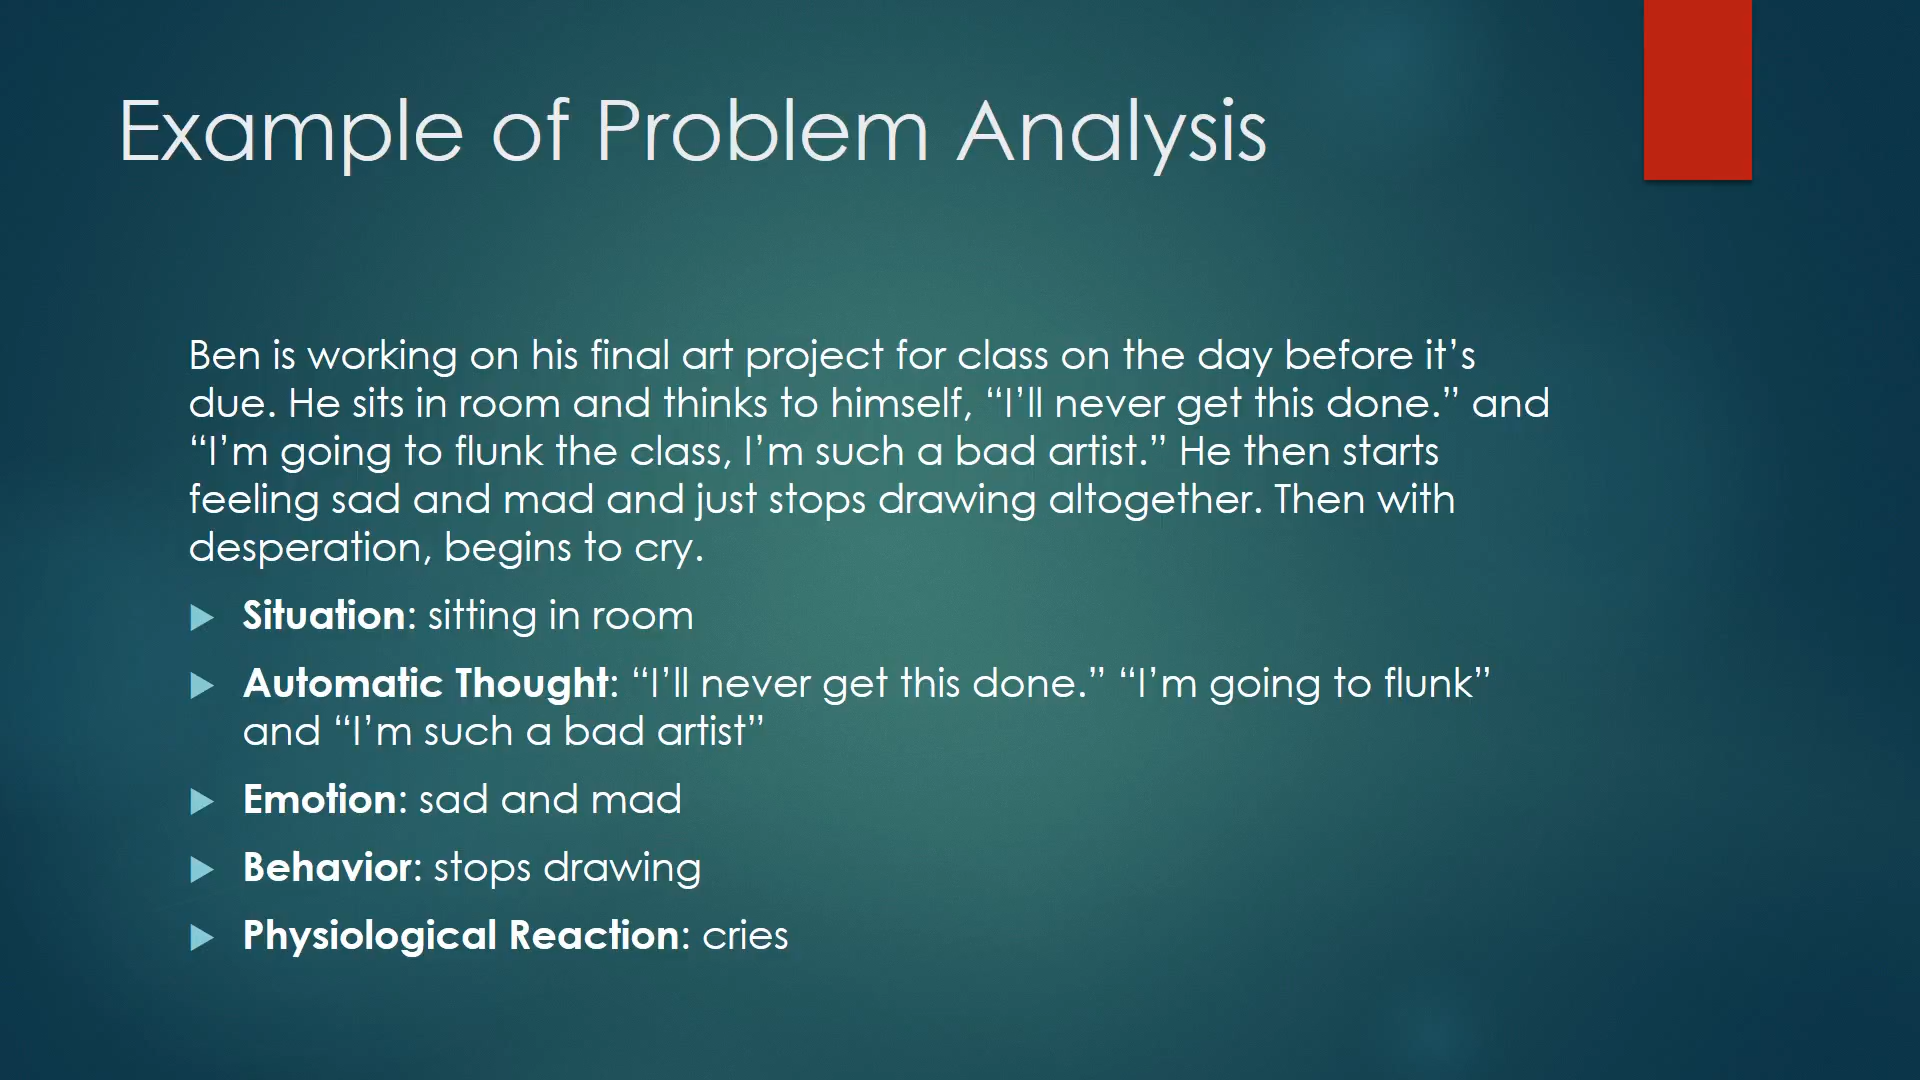 Example of Problem Analysis
Ben is working on his final art project for class on the day before it’s
due. He sits in room and thinks to himself, “I’ll never get this done.” and
“I’m going to flunk the class, I’m such a bad artist.” He then starts
feeling sad and mad and just stops drawing altogether. Then with
desperation, begins to cry.
Situation: sitting in room
Automatic Thought: “I’ll never get this done.” “I’m going to flunk”
and “I’m such a bad artist”
Emotion: sad and mad
Behavior: stops drawing
Physiological Reaction: cries